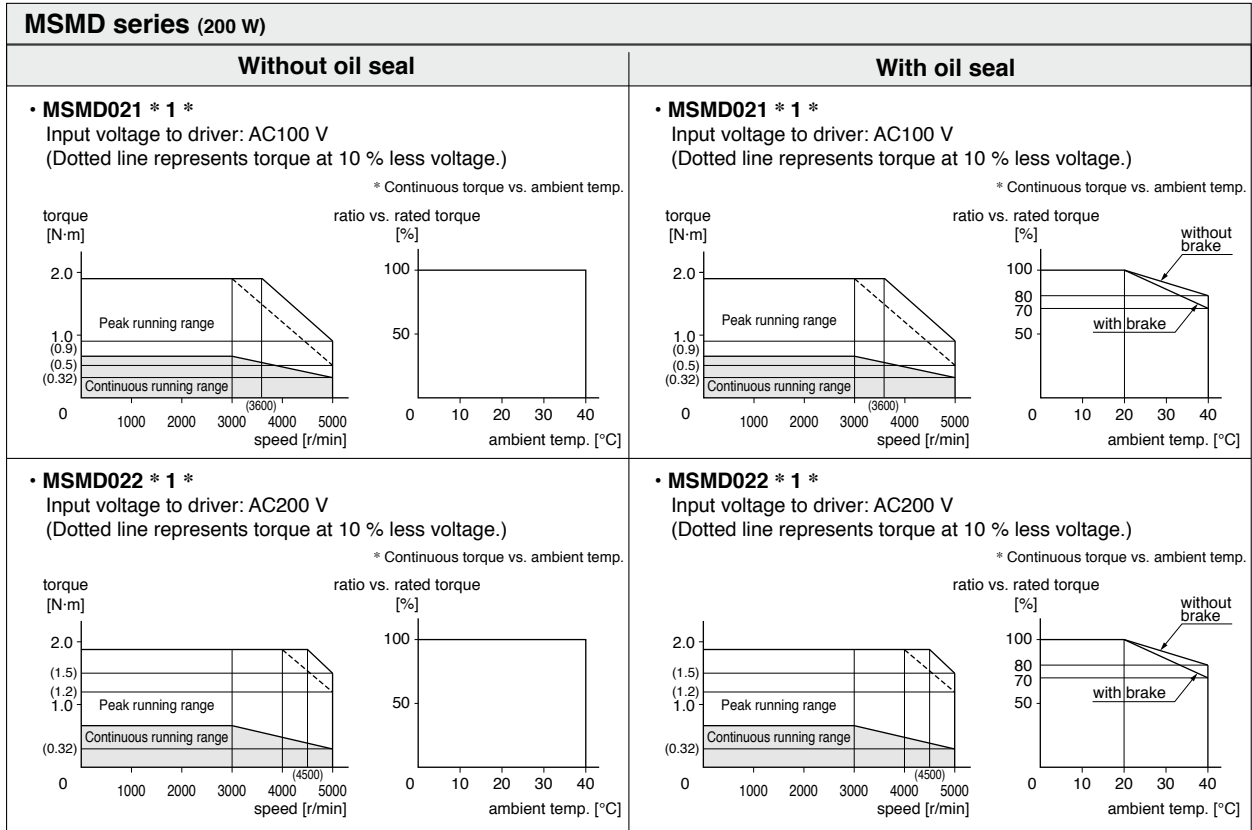 MSMD series (200 W)
Without oil seal
With oil seal
・MSMD021 * 1 *
Input voltage to driver: AC100 V
(Dotted line represents torque at 10 % less voltage.)
* Continuous torque vs. ambient temp.
torque
[N·m]
2.0
1.0
(0.9)
(0.5)
(0.32)
0
Peak running range
Continuous running range
(3600)
1000 2000 3000 4000 5000
speed [r/min]
ratio vs. rated torque
[%]
100
50
0 10 20 30 40
ambient temp. [°C]
・MSMD021 * 1 *
Input voltage to driver: AC100 V
(Dotted line represents torque at 10 % less voltage.)
* Continuous torque vs. ambient temp.
torque
[N·m]
2.0
1.0
(0.9)
(0.5)
(0.32)
0
Peak running range
Continuous running range
(3600)
1000 2000 3000 4000 5000
speed [r/min]
ratio vs. rated torque
[%]
without
brake
100
80
70
50
with brake
0 10 20 30 40
ambient temp. [°C]
・MSMD022 * 1 *
Input voltage to driver: AC200 V
(Dotted line represents torque at 10 % less voltage.)
* Continuous torque vs. ambient temp.
torque
[N·m]
2.0
(1.5)
(1.2)
1.0
(0.32)
0
Peak running range
Continuous running range
(4500)
1000 2000 3000 4000 5000
speed [r/min]
ratio vs. rated torque
[%]
100
50
0 10 20 30 40
ambient temp. [°C]
・MSMD022 * 1 *
Input voltage to driver: AC200 V
(Dotted line represents torque at 10 % less voltage.)
* Continuous torque vs. ambient temp.
torque
[N·m]
2.0
(1.5)
(1.2)
1.0
(0.32)
0
Peak running range
Continuous running range
(4500)
1000 2000 3000 4000 5000
speed [r/min]
ratio vs. rated torque
[%]
without
brake
100
80
70
50
with brake
0 10 20 30 40
ambient temp. [°C]